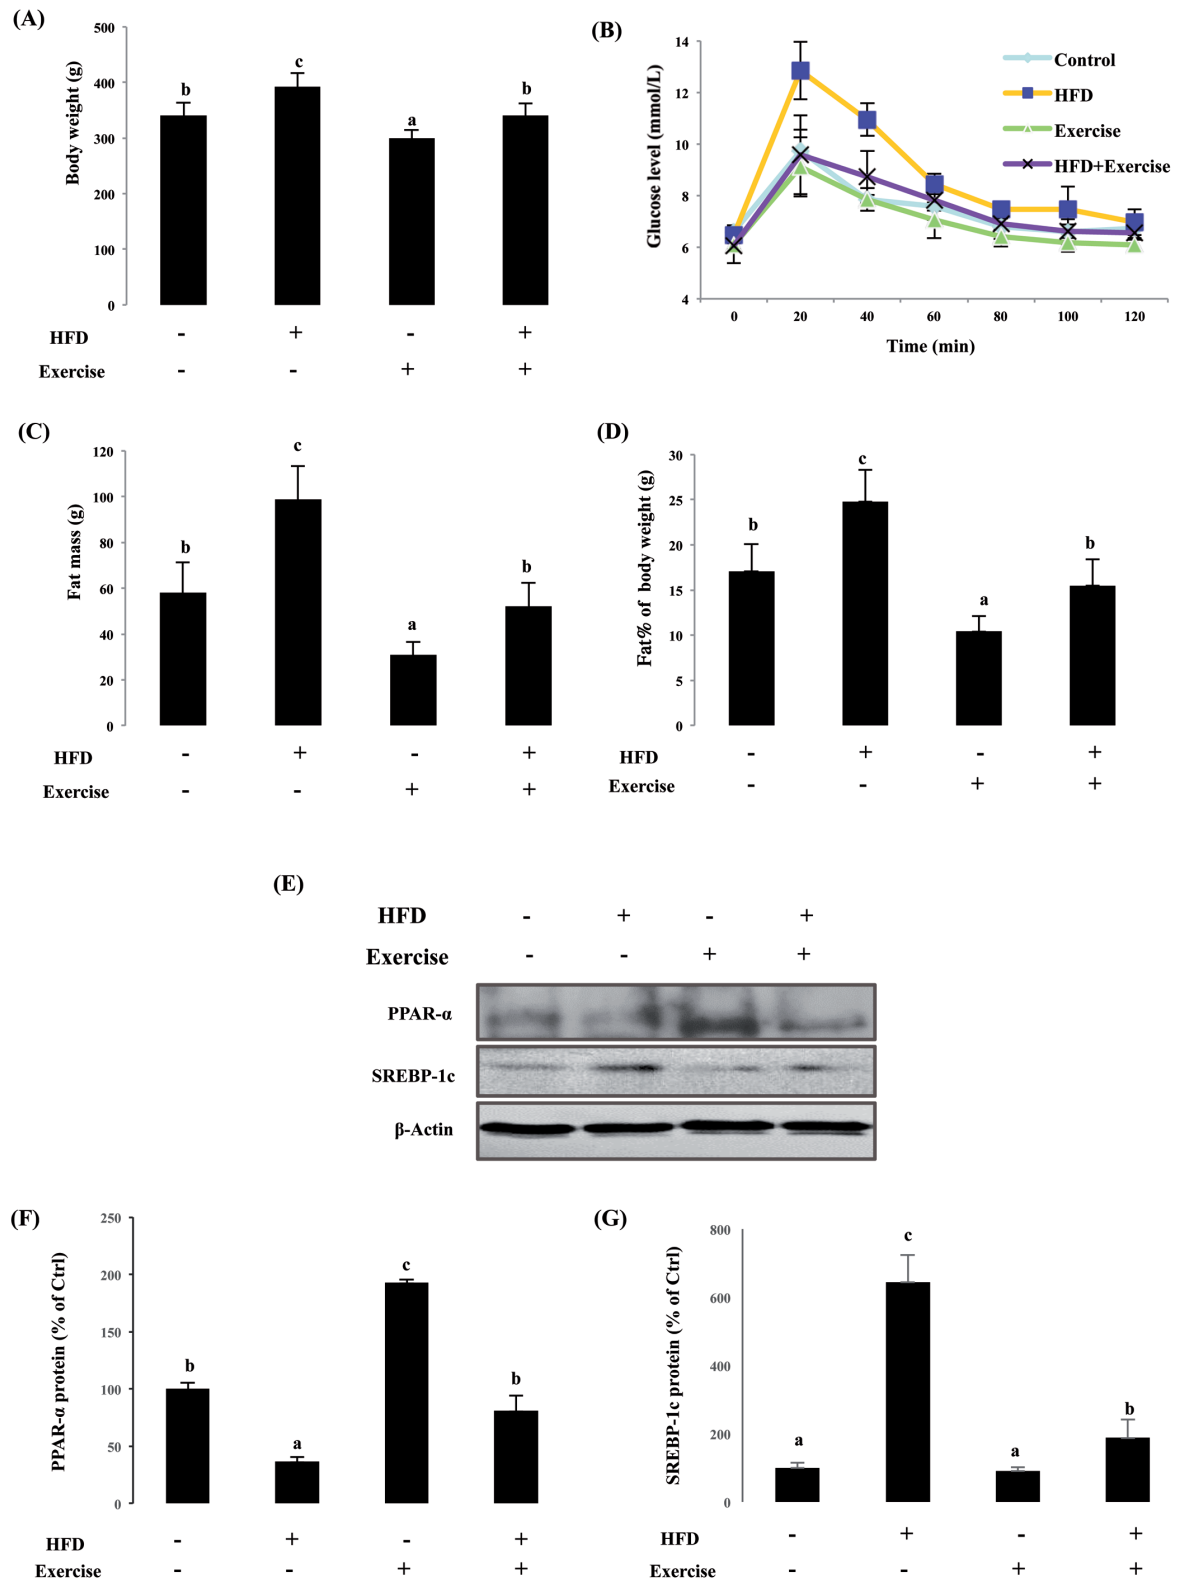 (A)
Body weight (g)
500
400
300
200
100
0
b
c
a
b
HFD - + - +
Exercise - - + +
(B)
Glucose level (mmol/L)
14
12
10
8
6
4
0 20 40 60 80 100 120
Time (min)
Control
HFD
Exercise
HFD+Exercise
(C)
Fat mass (g)
120
100
80
60
40
20
0
b
c
a
b
HFD - + - +
Exercise - - + +
(D)
Fat% of body weight (g)
30
25
20
15
10
5
0
b
c
a
b
HFD - + - +
Exercise - - + +
(E)
HFD - + - +
Exercise - - + +
PPAR-α
SREBP-1c
β-Actin
(F)
PPAR-α protein (% of Ctrl)
250
200
150
100
50
0
b
a
c
b
HFD - + - +
Exercise - - + +
(G)
SREBP-1c protein (% of Ctrl)
800
600
400
200
0
a
c
a
b
HFD - + - +
Exercise - - + +